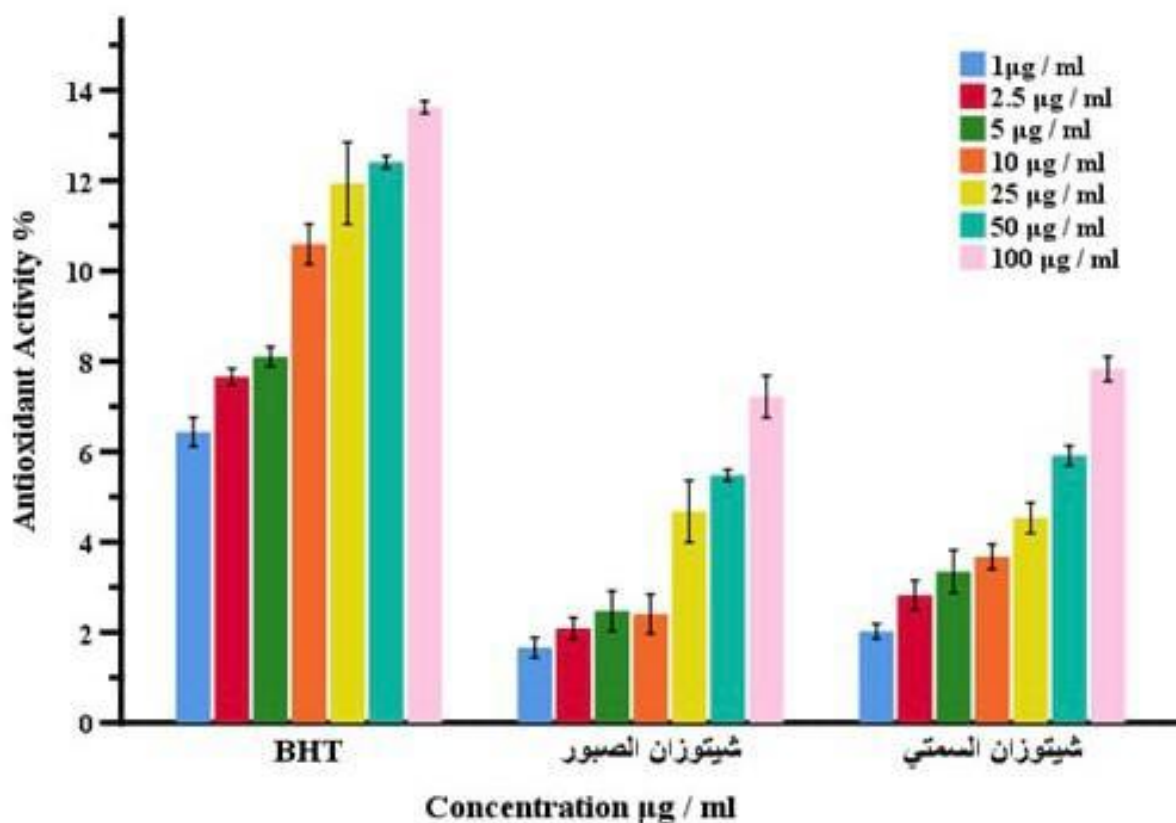 Antioxidant Activity %
14
12
10
8
6
4
2
0
1μg / ml
2.5 μg / ml
5 μg / ml
10 μg / ml
25 μg / ml
50 μg / ml
100 μg / ml
BHT
شيتوزان الصبور
شيتوزان السمتي
Concentration μg / ml